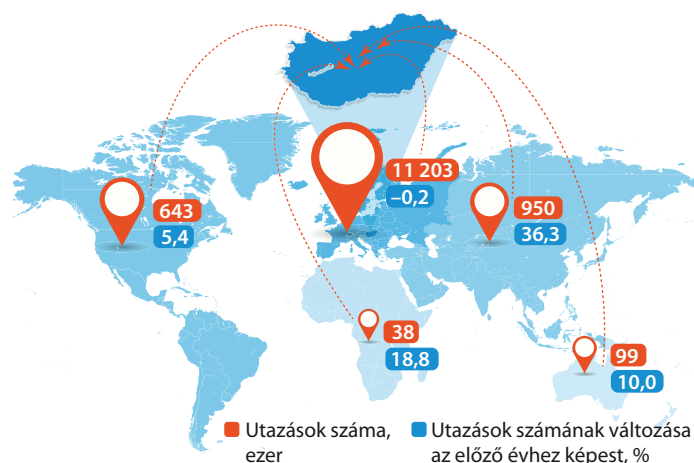 11 203
–0,2
643
5,4
950
36,3
38
18,8
99
10,0
Utazások száma,
ezer
Utazások számának változása
az előző évhez képest, %